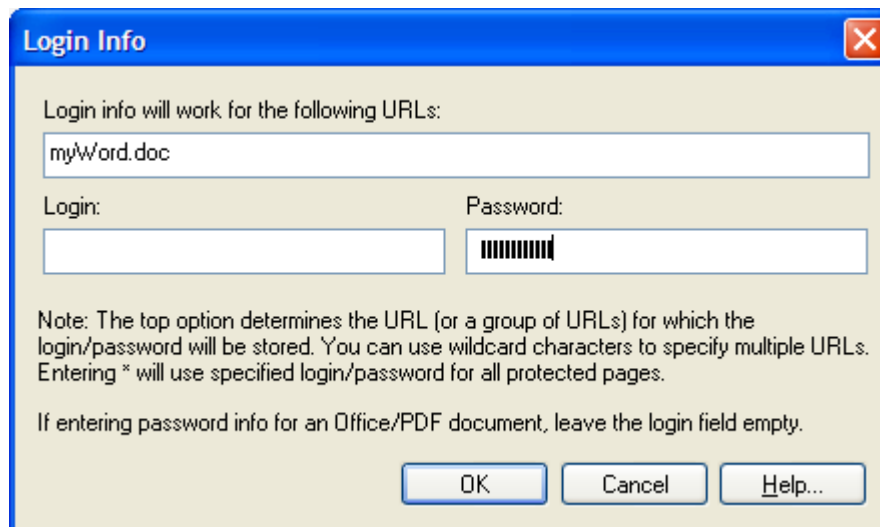 Login Info
Login info will work for the following URLs:
myWord.doc
Login: Password:
Note: The top option determines the URL (or a group of URLs) for which the
login/password will be stored. You can use wildcard characters to specify multiple URLs.
Entering * will use specified login/password for all protected pages.
If entering password info for an Office/PDF document, leave the login field empty.
OK Cancel Help...